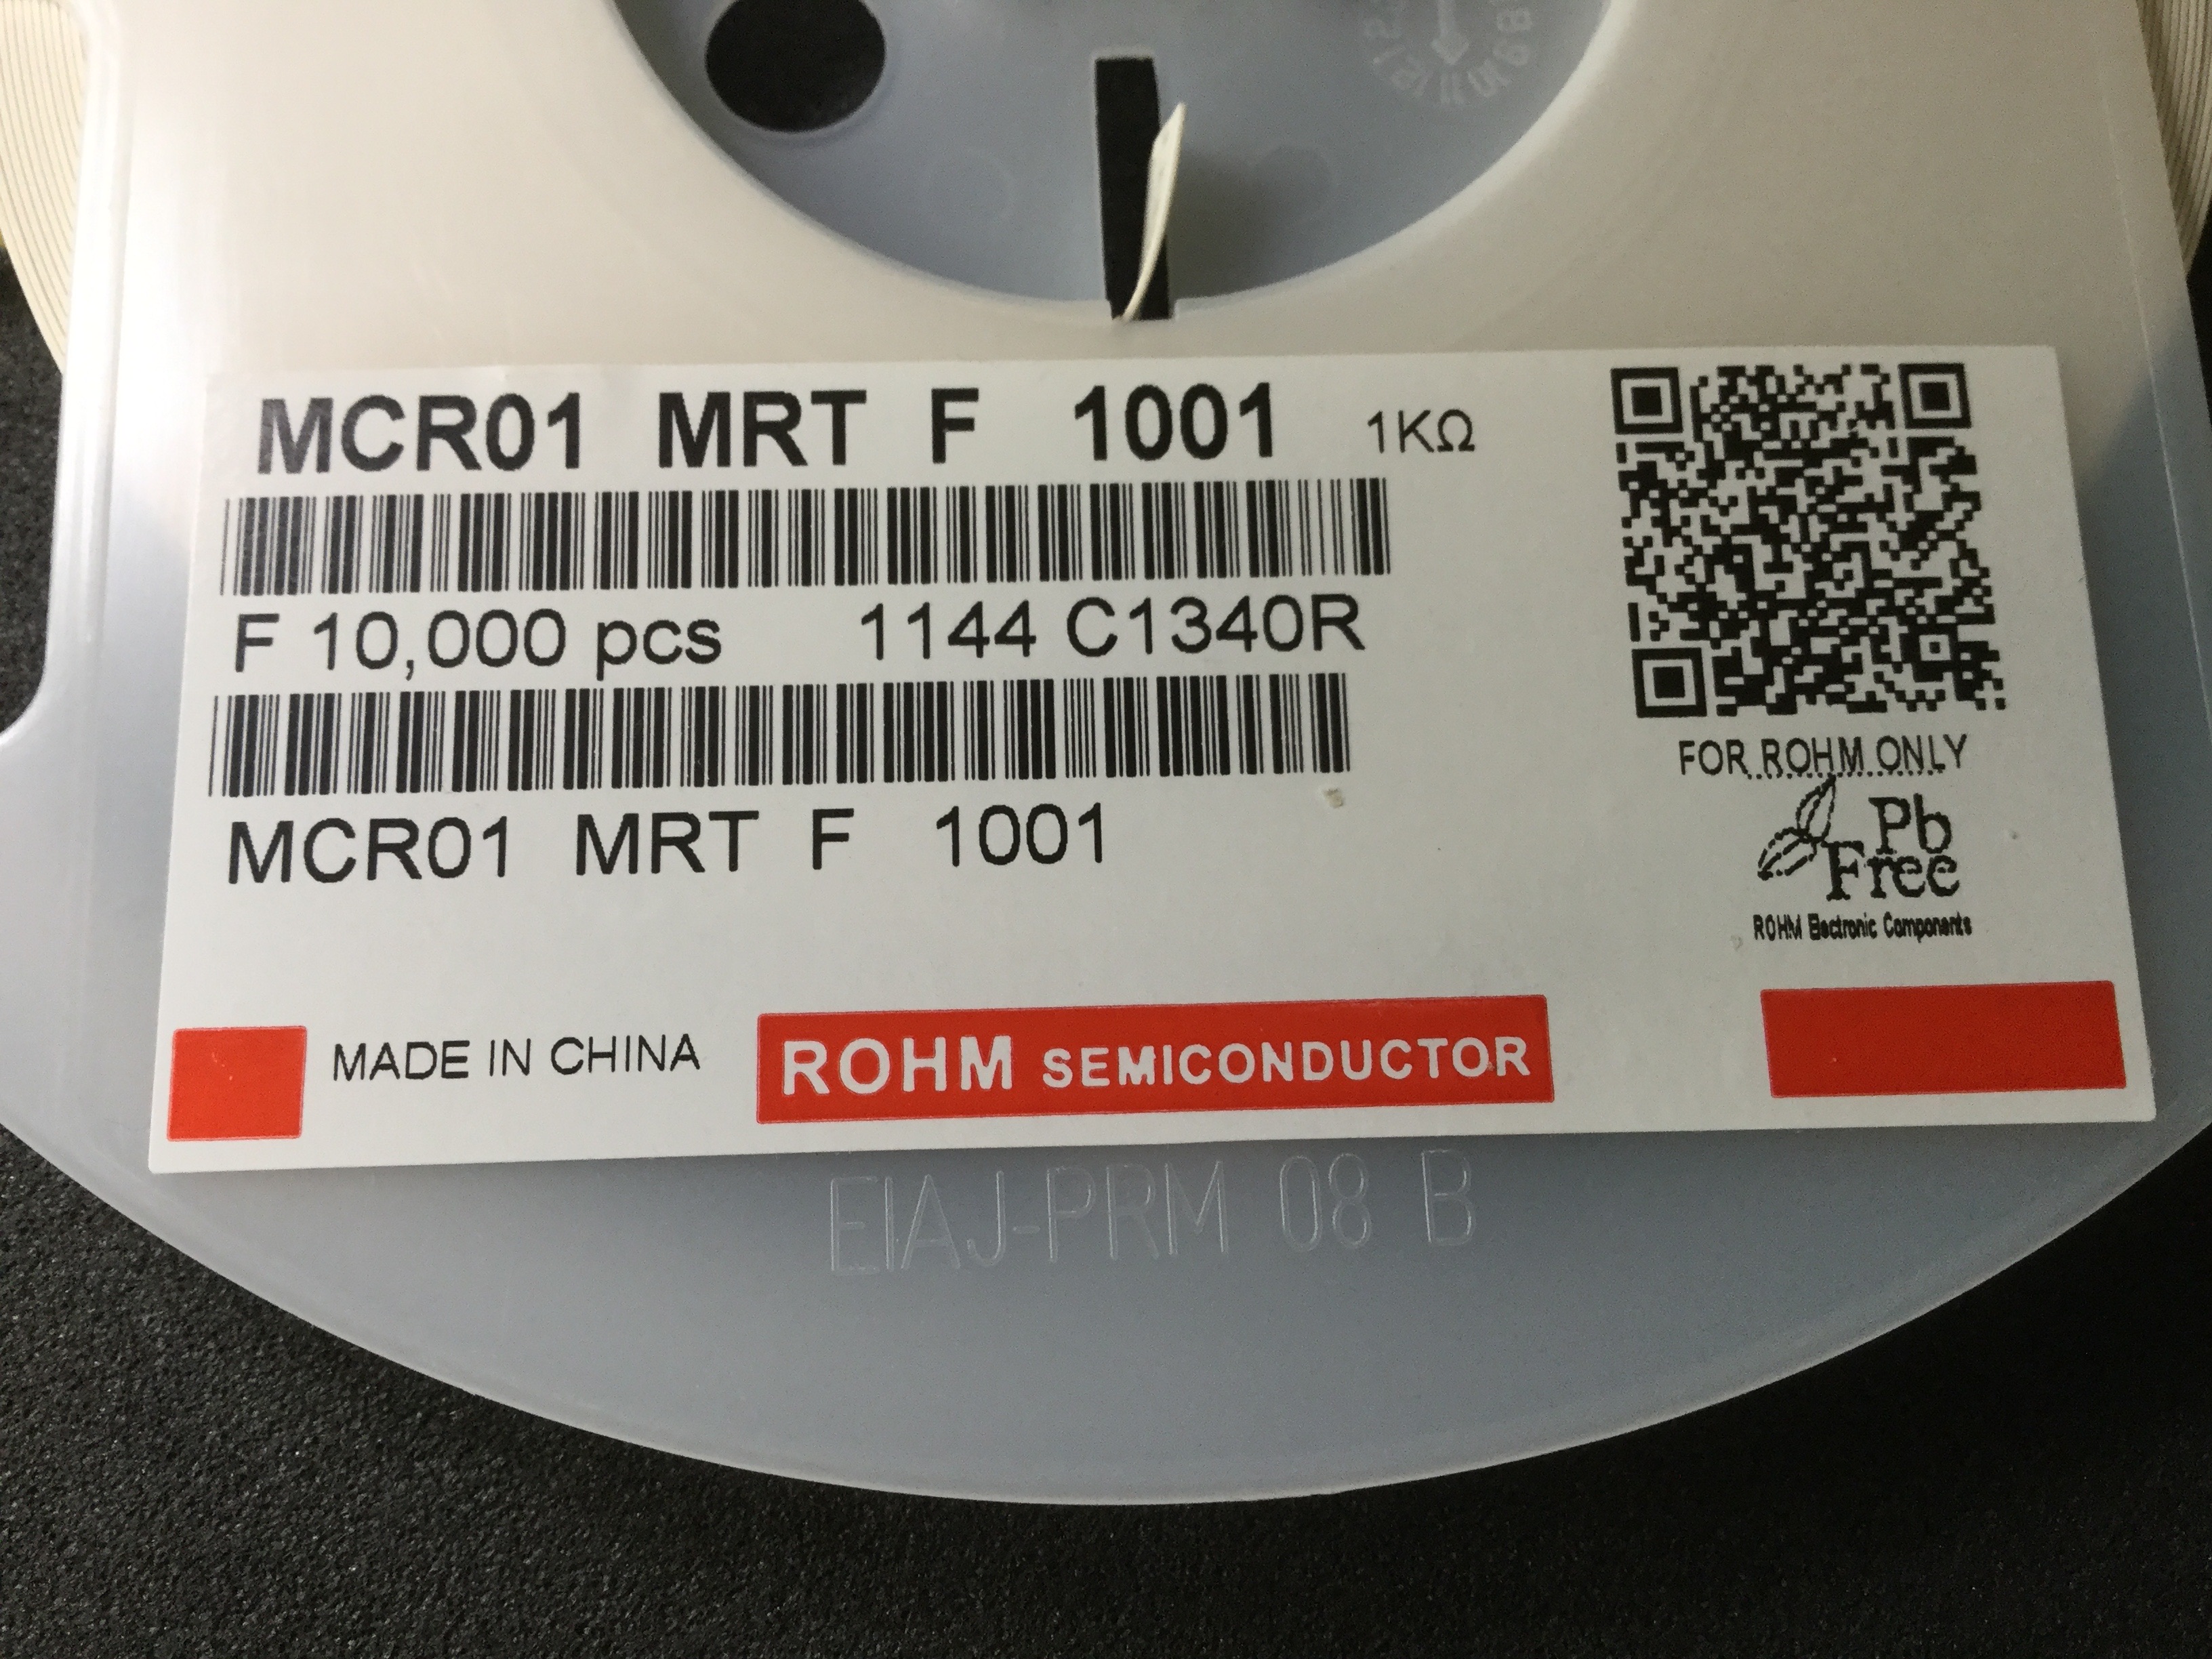 MCR01 MRT F 1001 1KΩ
F 10,000 pcs 1144 C1340R
MCR01 MRT F 1001
FOR ROHM ONLY
Pb
Free
ROHM Electronic Components
MADE IN CHINA
ROHM SEMICONDUCTOR
EIAJ-PRM 08 B